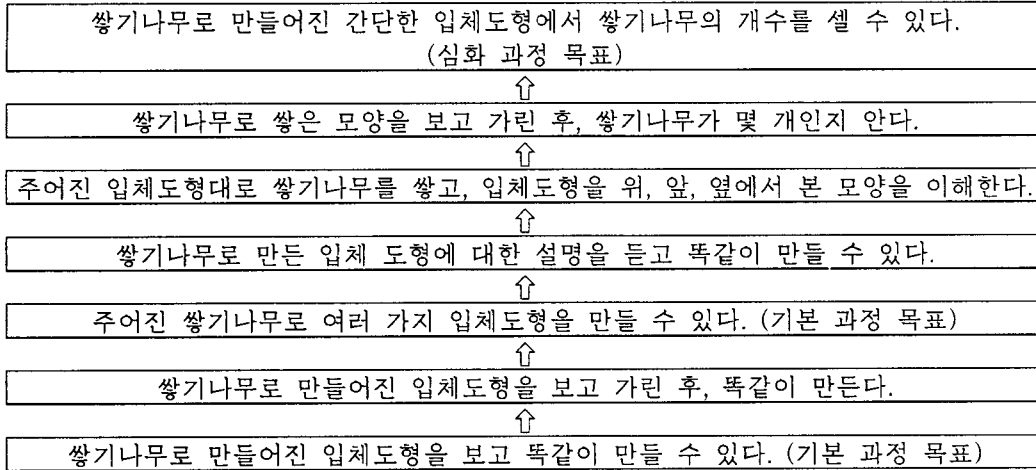 쌓기나무로 만들어진 간단한 입체도형에서 쌓기나무의 개수를 셀 수 있다.
(심화 과정 목표)
⇧
쌓기나무로 쌓은 모양을 보고 가린 후, 쌓기나무가 몇 개인지 안다.
⇧
주어진 입체도형대로 쌓기나무를 쌓고, 입체도형을 위, 앞, 옆에서 본 모양을 이해한다.
⇧
쌓기나무로 만든 입체 도형에 대한 설명을 듣고 똑같이 만들 수 있다.
⇧
주어진 쌓기나무로 여러 가지 입체도형을 만들 수 있다. (기본 과정 목표)
⇧
쌓기나무로 만들어진 입체도형을 보고 가린 후, 똑같이 만든다.
⇧
쌓기나무로 만들어진 입체도형을 보고 똑같이 만들 수 있다. (기본 과정 목표)